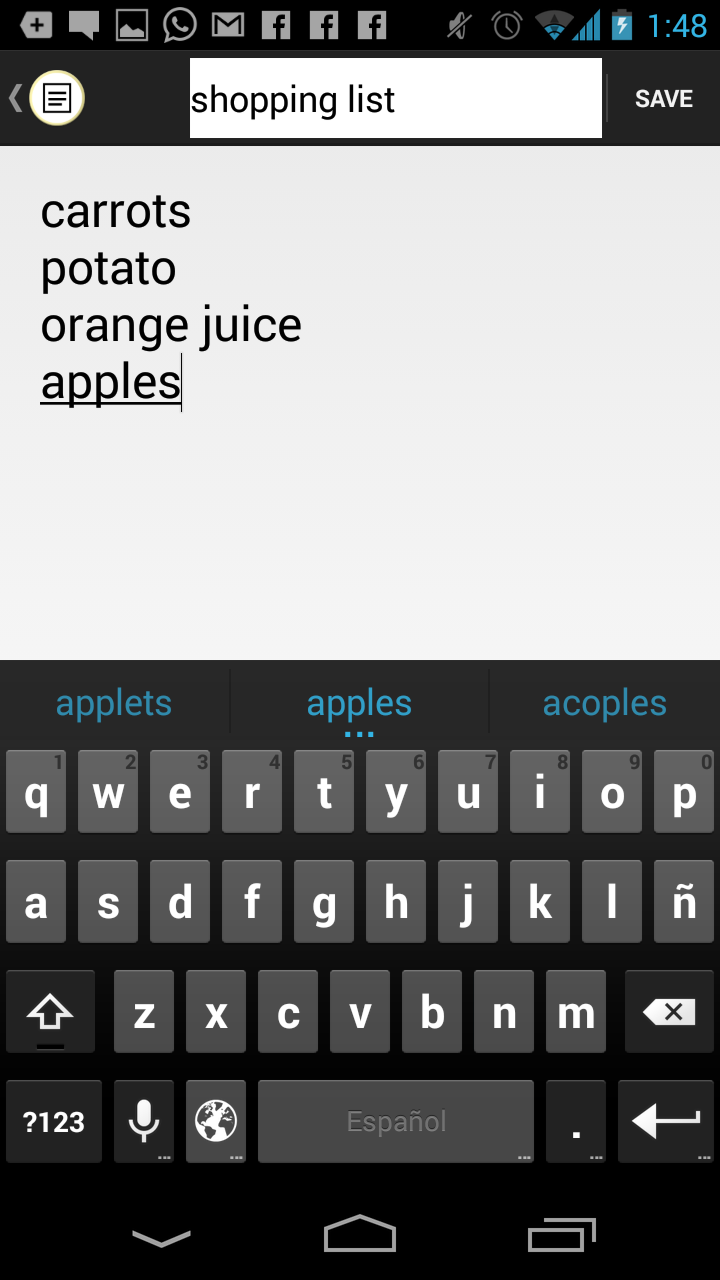 1:48
shopping list
SAVE
carrots
potato
orange juice
apples
applets apples acoples
...
1 2 3 4 5 6 7 8 9 0
q w e r t y u i o p
a s d f g h j k l ñ
z x c v b n m
?123 Español .